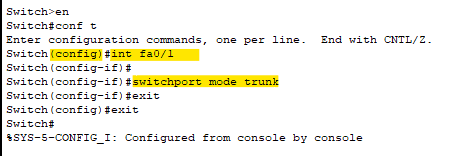 Switch>en
Switch#conf t
Enter configuration commands, one per line.  End with CNTL/Z.
Switch(config)#int fa0/1
Switch(config-if)#
Switch(config-if)#switchport mode trunk
Switch(config-if)#exit
Switch(config)#exit
Switch#
%SYS-5-CONFIG_I: Configured from console by console